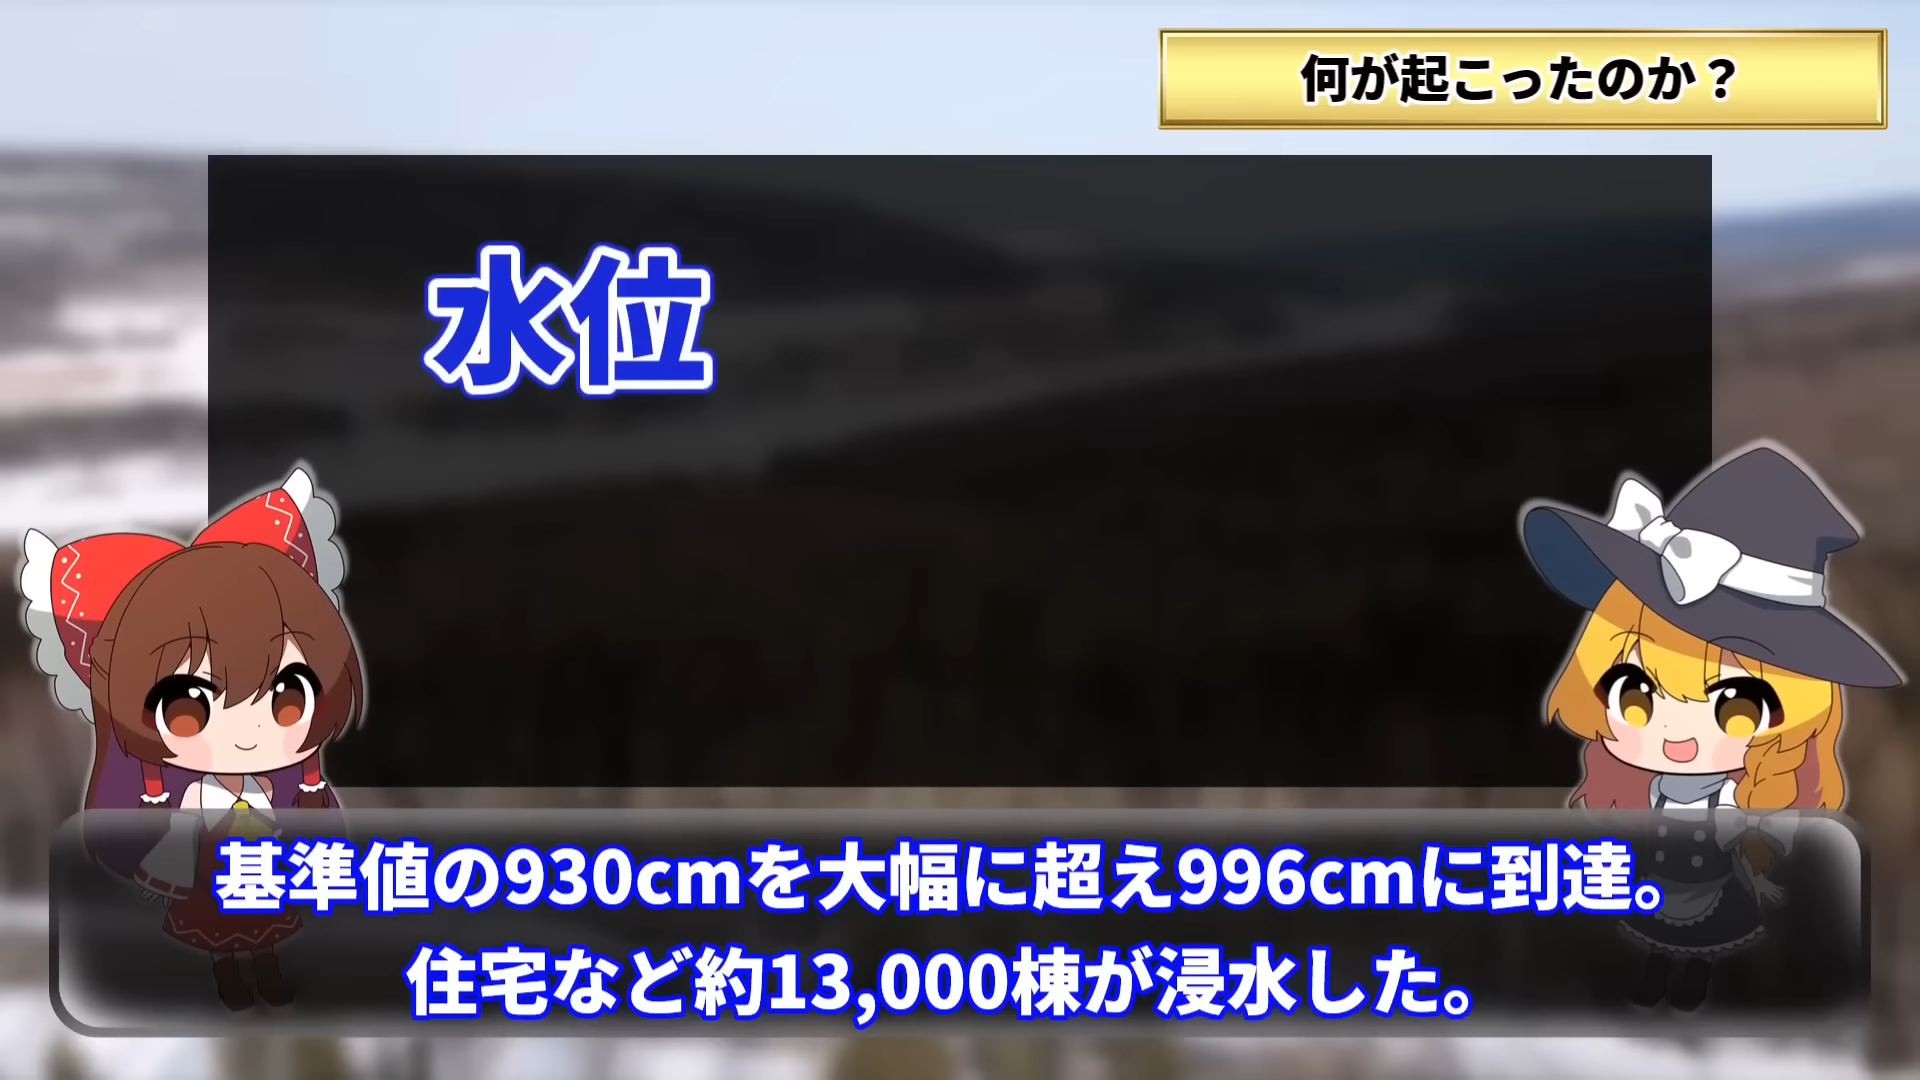 何が起こったのか？
水位
基準値の930cmを大幅に超え996cmに到達。
住宅など約13,000棟が浸水した。